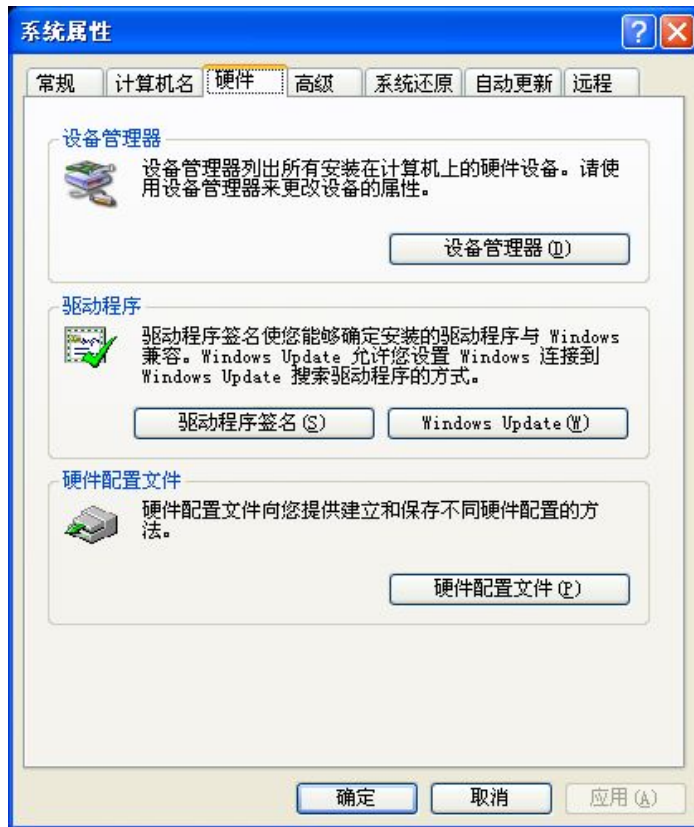 系统属性
常规 计算机名 硬件 高级 系统还原 自动更新 远程
设备管理器
设备管理器列出所有安装在计算机上的硬件设备。请使
用设备管理器来更改设备的属性。
设备管理器(D)
驱动程序
驱动程序签名使您能够确定安装的驱动程序与 Windows
兼容。Windows Update 允许您设置 Windows 连接到
Windows Update 搜索驱动程序的方式。
驱动程序签名(S) Windows Update(W)
硬件配置文件
硬件配置文件向您提供建立和保存不同硬件配置的方
法。
硬件配置文件(P)
确定 取消 应用(A)